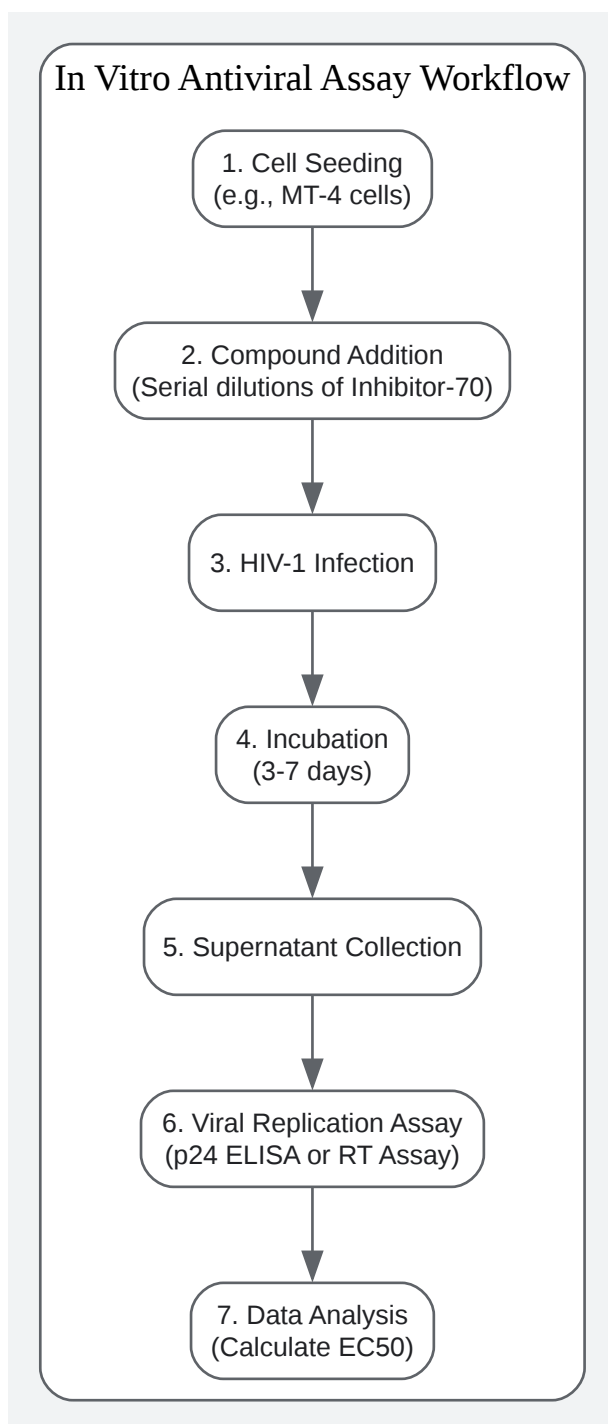 In Vitro Antiviral Assay Workflow
1. Cell Seeding
(e.g., MT-4 cells)
2. Compound Addition
(Serial dilutions of Inhibitor-70)
3. HIV-1 Infection
4. Incubation
(3-7 days)
5. Supernatant Collection
6. Viral Replication Assay
(p24 ELISA or RT Assay)
7. Data Analysis
(Calculate EC50)